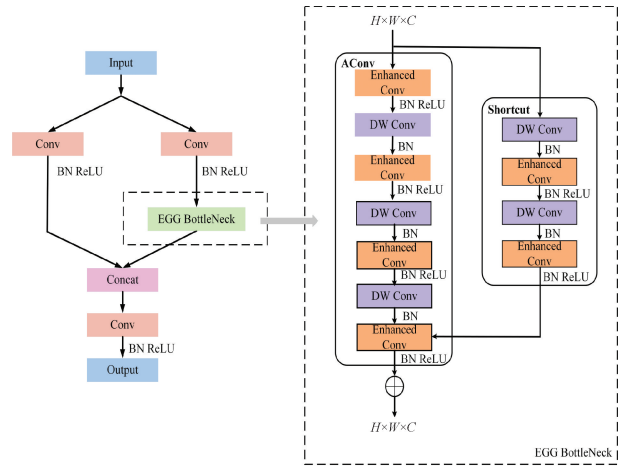 Input
Conv
Conv
BN ReLU
BN ReLU
EGG BottleNeck
Concat
Conv
BN ReLU
Output
H×W×C
AConv
Enhanced
Conv
BN ReLU
DW Conv
BN
Enhanced
Conv
BN ReLU
DW Conv
BN
Enhanced
Conv
BN ReLU
DW Conv
BN
Enhanced
Conv
BN ReLU
H×W×C
Shortcut
DW Conv
BN
Enhanced
Conv
BN ReLU
DW Conv
BN
Enhanced
Conv
BN ReLU
EGG BottleNeck